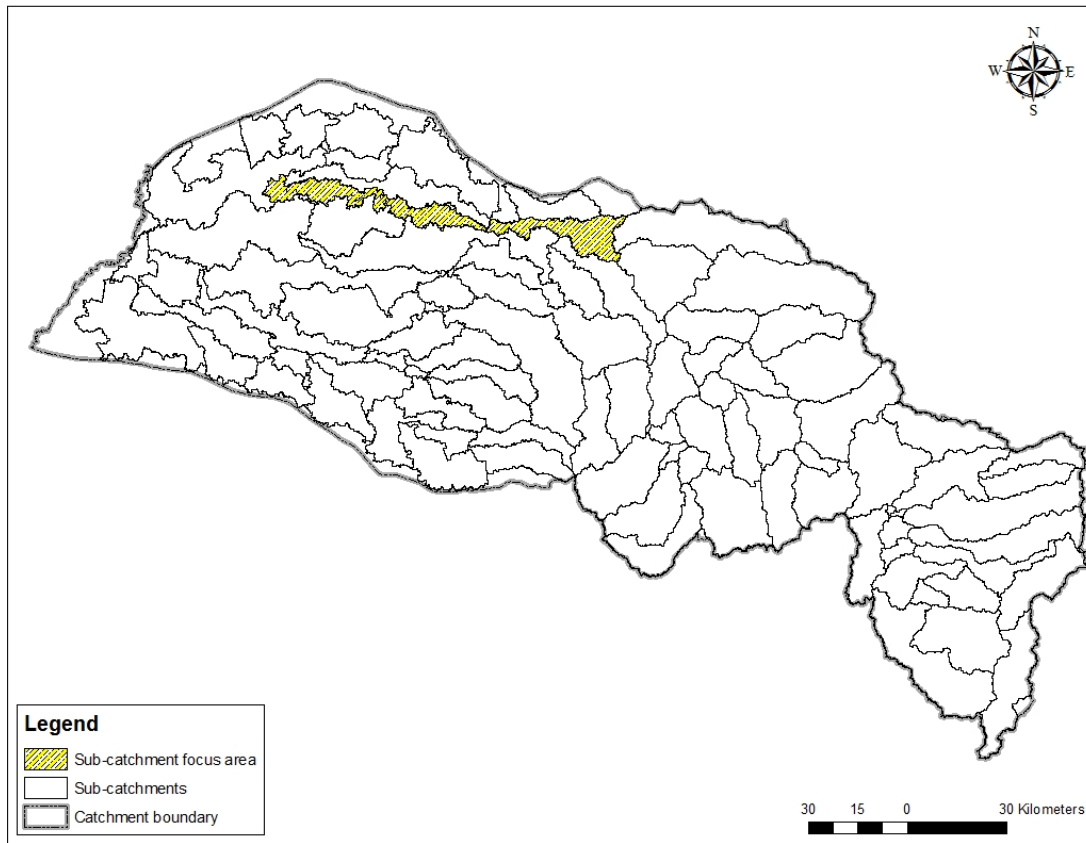 N
W E
S
Legend
Sub-catchment focus area
Sub-catchments
Catchment boundary
30 15 0 30 Kilometers